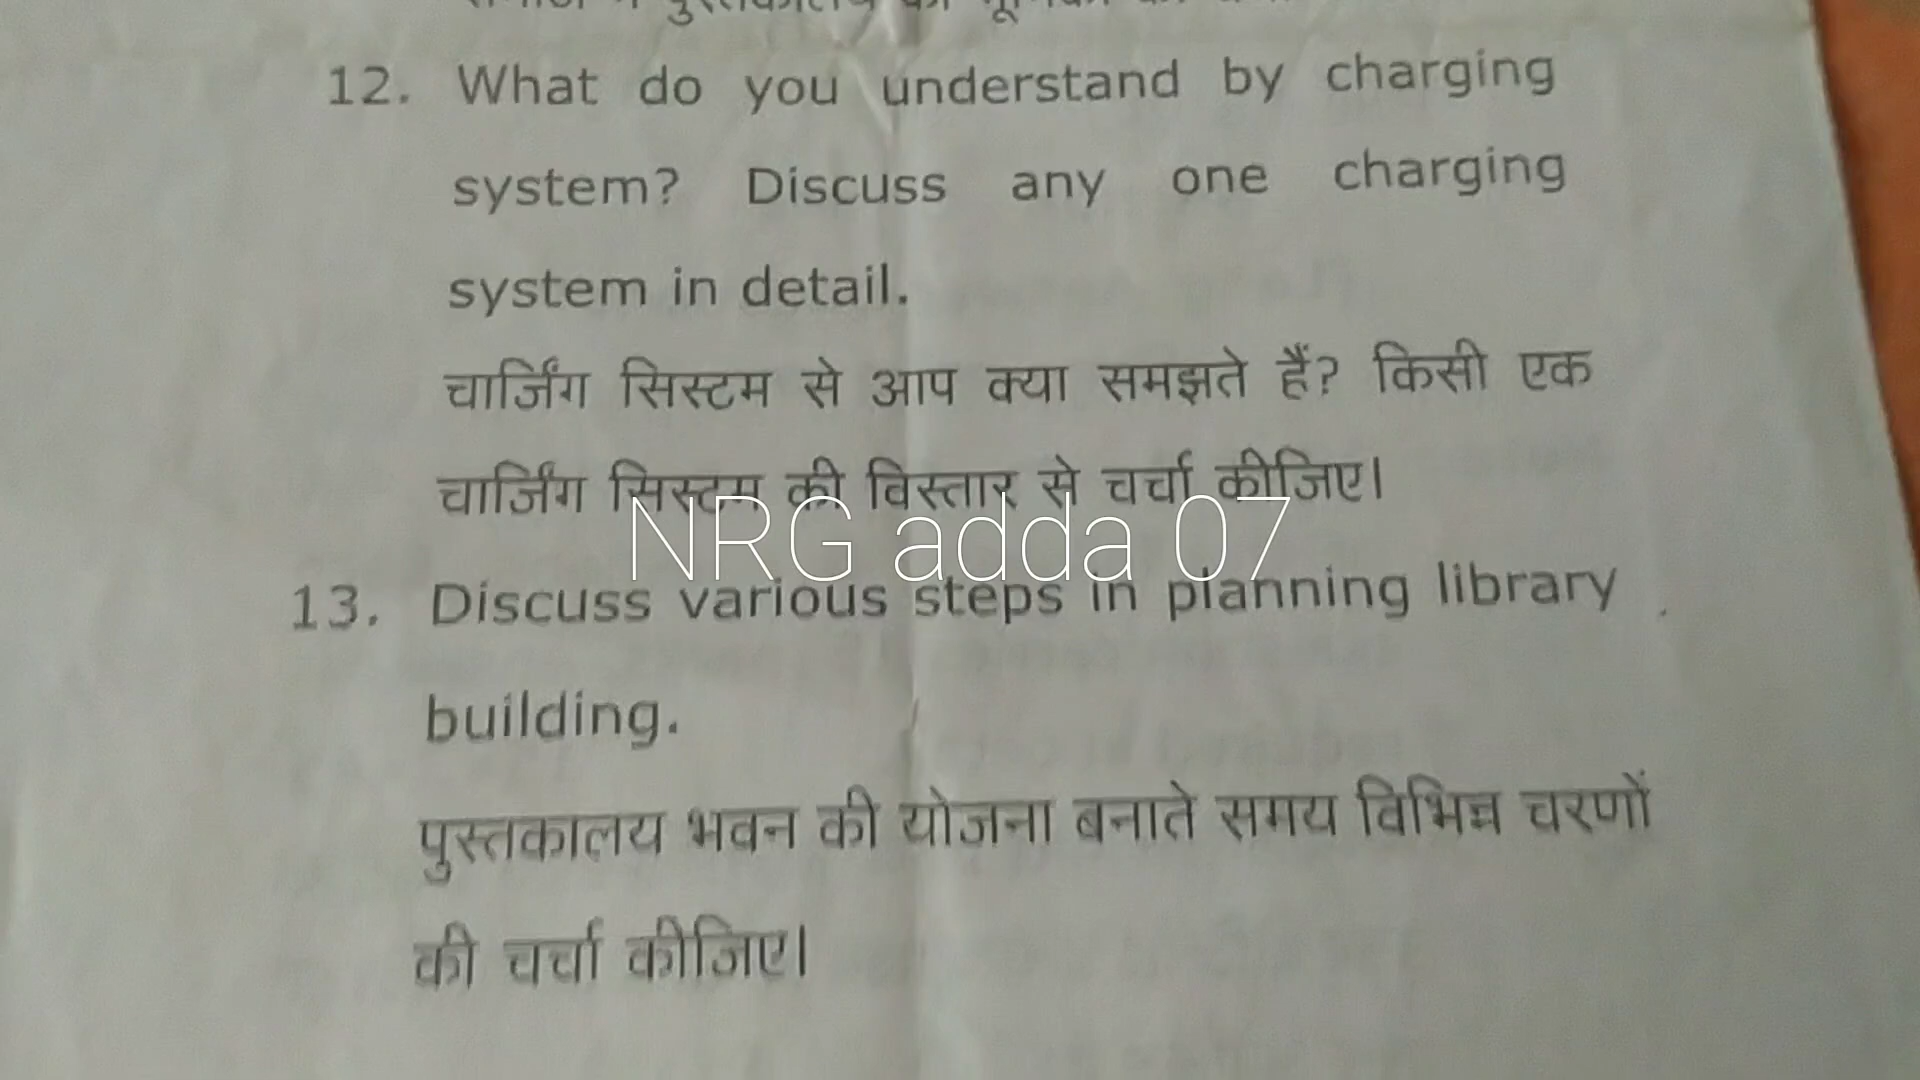 12. What do you understand by charging
system? Discuss any one charging
system in detail.
चार्जिंग सिस्टम से आप क्या समझते हैं? किसी एक
चार्जिंग सिस्टम की विस्तार से चर्चा कीजिए।
NRG adda 07
13. Discuss various steps in planning library
building.
पुस्तकालय भवन की योजना बनाते समय विभिन्न चरणों
की चर्चा कीजिए।